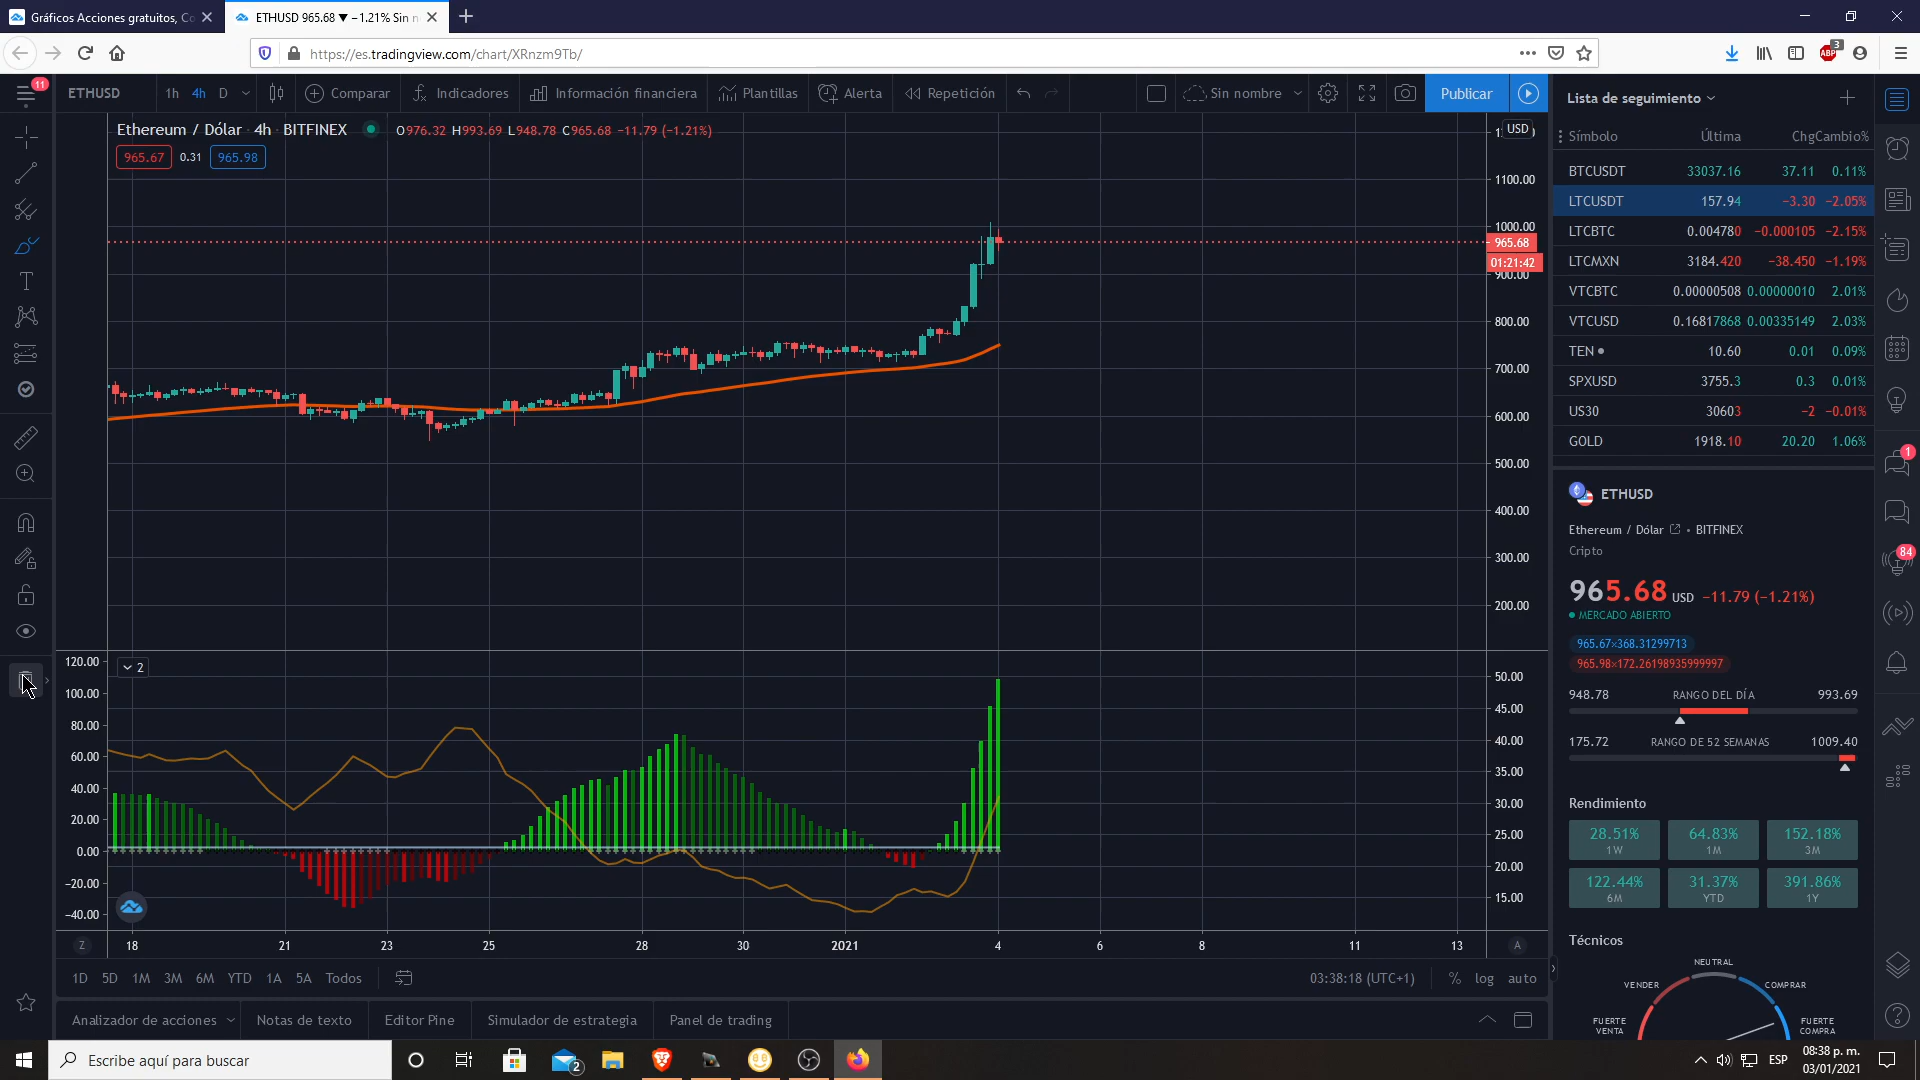 Gráficos Acciones gratuitos, Co
ETHUSD 965.68 ▼ −1.21% Sin n
https://es.tradingview.com/chart/XRnzm9Tb/
ABP
3
11
ETHUSD
1h
4h
D
Comparar
Indicadores
Información financiera
Plantillas
Alerta
Repetición
Sin nombre
Publicar
Ethereum / Dólar · 4h · BITFINEX
O976.32 H993.69 L948.78 C965.68 −11.79 (−1.21%)
965.67
0.31
965.98
USD
1100.00
1000.00
965.68
01:21:42
900.00
800.00
700.00
600.00
500.00
400.00
300.00
200.00
2
120.00
100.00
80.00
60.00
40.00
20.00
0.00
−20.00
−40.00
50.00
45.00
40.00
35.00
30.00
25.00
20.00
15.00
Z
18
21
23
25
28
30
2021
4
6
8
11
13
A
1D
5D
1M
3M
6M
YTD
1A
5A
Todos
03:38:18 (UTC+1)
%
log
auto
Analizador de acciones
Notas de texto
Editor Pine
Simulador de estrategia
Panel de trading
Lista de seguimiento
Símbolo Última Chg Cambio%
BTCUSDT 33037.16 37.11 0.11%
LTCUSDT 157.94 −3.30 −2.05%
LTCBTC 0.004780 −0.000105 −2.15%
LTCMXN 3184.420 −38.450 −1.19%
VTCBTC 0.00000508 0.00000010 2.01%
VTCUSD 0.16817868 0.00335149 2.03%
TEN 10.60 0.01 0.09%
SPXUSD 3755.3 0.3 0.01%
US30 30603 −2 −0.01%
GOLD 1918.10 20.20 1.06%
ETHUSD
Ethereum / Dólar • BITFINEX
Cripto
965.68 USD −11.79 (−1.21%)
MERCADO ABIERTO
965.67×368.31299713
965.98×172.26198935999997
948.78 RANGO DEL DÍA 993.69
175.72 RANGO DE 52 SEMANAS 1009.40
Rendimiento
28.51% 64.83% 152.18%
1W 1M 3M
122.44% 31.37% 391.86%
6M YTD 1Y
Técnicos
NEUTRAL
VENDER
COMPRAR
FUERTE VENTA
FUERTE COMPRA
1
84
Escribe aquí para buscar
2
ESP
08:38 p. m.
03/01/2021